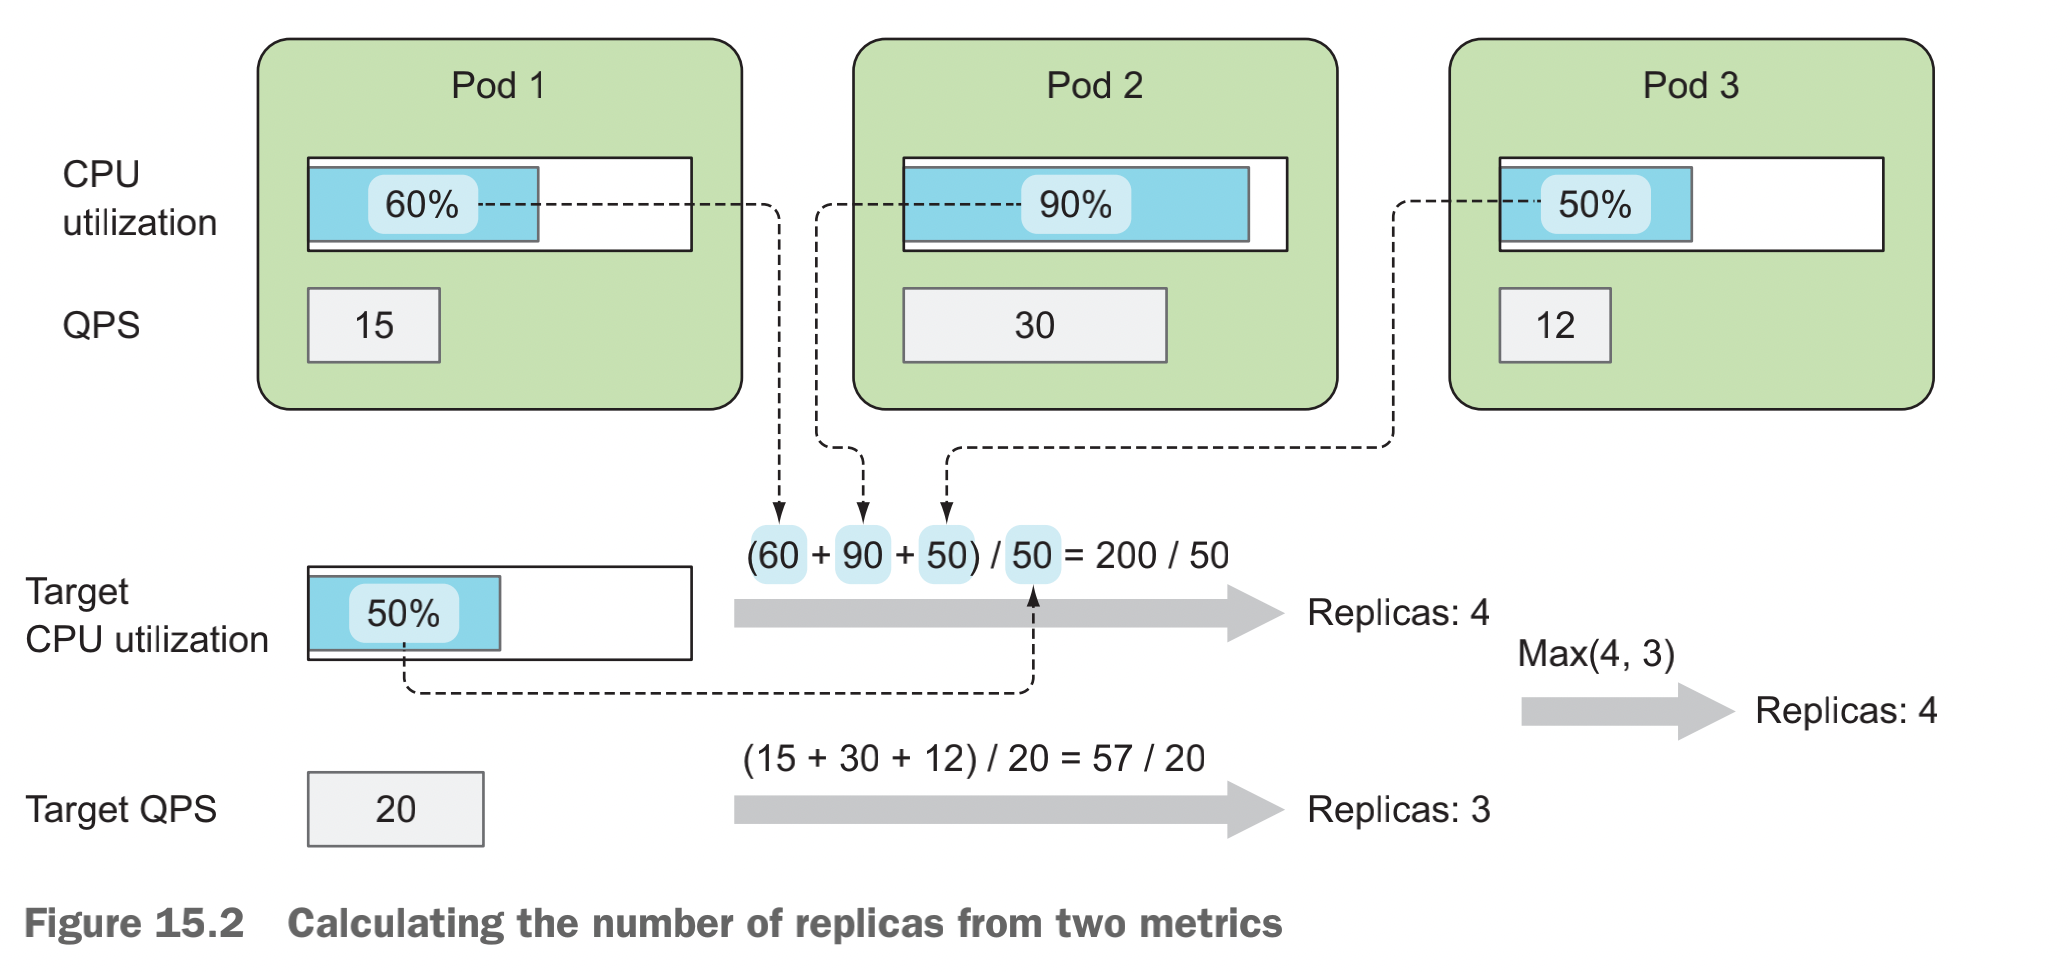 Pod 1
Pod 2
Pod 3
CPU
utilization
60%
90%
50%
QPS
15
30
12
(60 + 90 + 50) / 50 = 200 / 50
Target
CPU utilization
50%
Replicas: 4
Max(4, 3)
Replicas: 4
(15 + 30 + 12) / 20 = 57 / 20
Target QPS
20
Replicas: 3
Figure 15.2 Calculating the number of replicas from two metrics